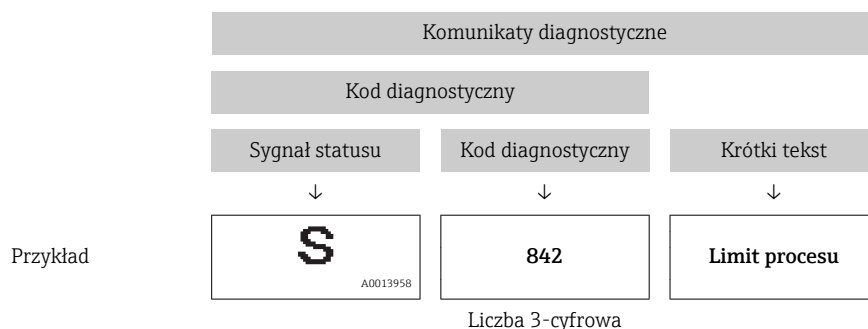 Komunikaty diagnostyczne
Kod diagnostyczny
Sygnał statusu Kod diagnostyczny Krótki tekst
↓ ↓ ↓
Przykład S 842 Limit procesu
A0013958
Liczba 3-cyfrowa